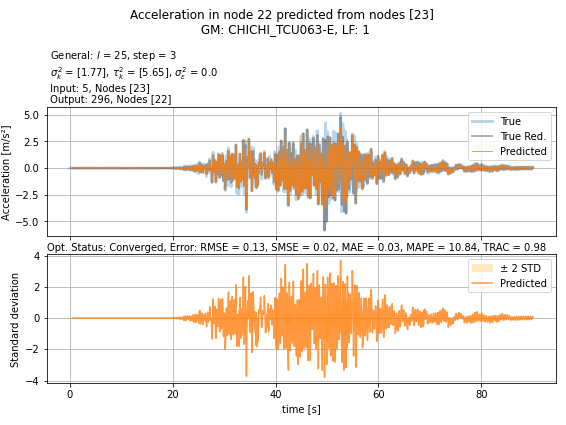 Acceleration in node 22 predicted from nodes [23]
GM: CHICHI_TCU063-E, LF: 1
General: l = 25, step = 3
σ²ₖ = [1.77], τ²ₖ = [5.65], σ²ε = 0.0
Input: 5, Nodes [23]
Output: 296, Nodes [22]
Acceleration [m/s²]
5.0
2.5
0.0
−2.5
−5.0
True
True Red.
Predicted
Opt. Status: Converged, Error: RMSE = 0.13, SMSE = 0.02, MAE = 0.03, MAPE = 10.84, TRAC = 0.98
Standard deviation
4
2
0
−2
−4
± 2 STD
Predicted
0 20 40 60 80
time [s]